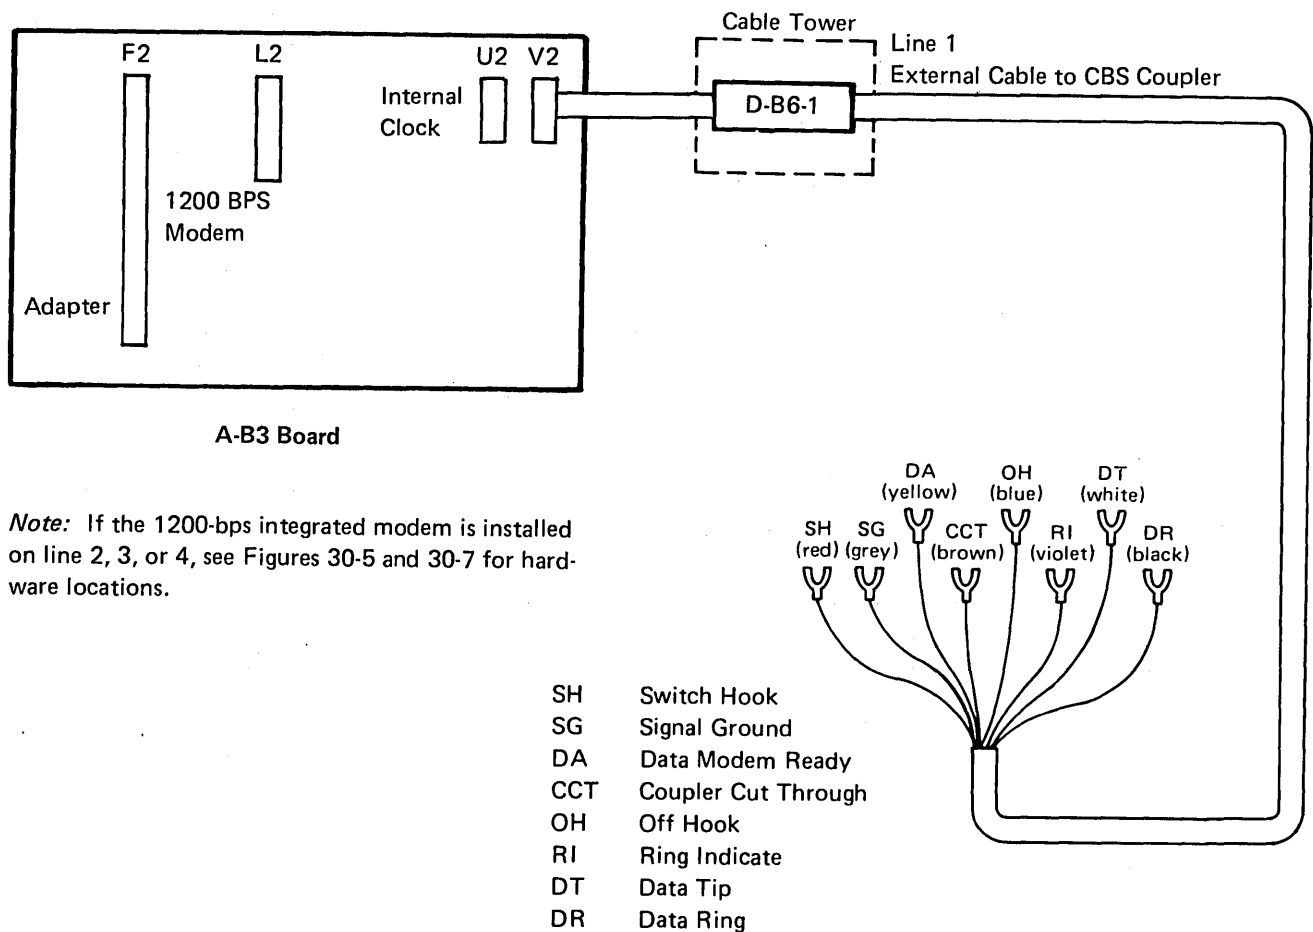 Cable Tower
F2
L2
U2
V2
Line 1
External Cable to CBS Coupler
Internal
Clock
D-B6-1
1200 BPS
Modem
Adapter
A-B3 Board
Note: If the 1200-bps integrated modem is installed
on line 2, 3, or 4, see Figures 30-5 and 30-7 for hard-
ware locations.
DA
(yellow)
OH
(blue)
DT
(white)
SH
(red)
SG
(grey)
CCT
(brown)
RI
(violet)
DR
(black)
SH Switch Hook
SG Signal Ground
DA Data Modem Ready
CCT Coupler Cut Through
OH Off Hook
RI Ring Indicate
DT Data Tip
DR Data Ring